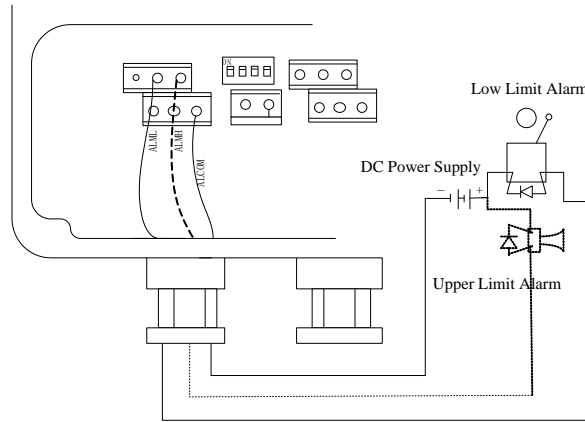 ON
Low Limit Alarm
ALML
ALMH
ALCOM
DC Power Supply
− +
Upper Limit Alarm